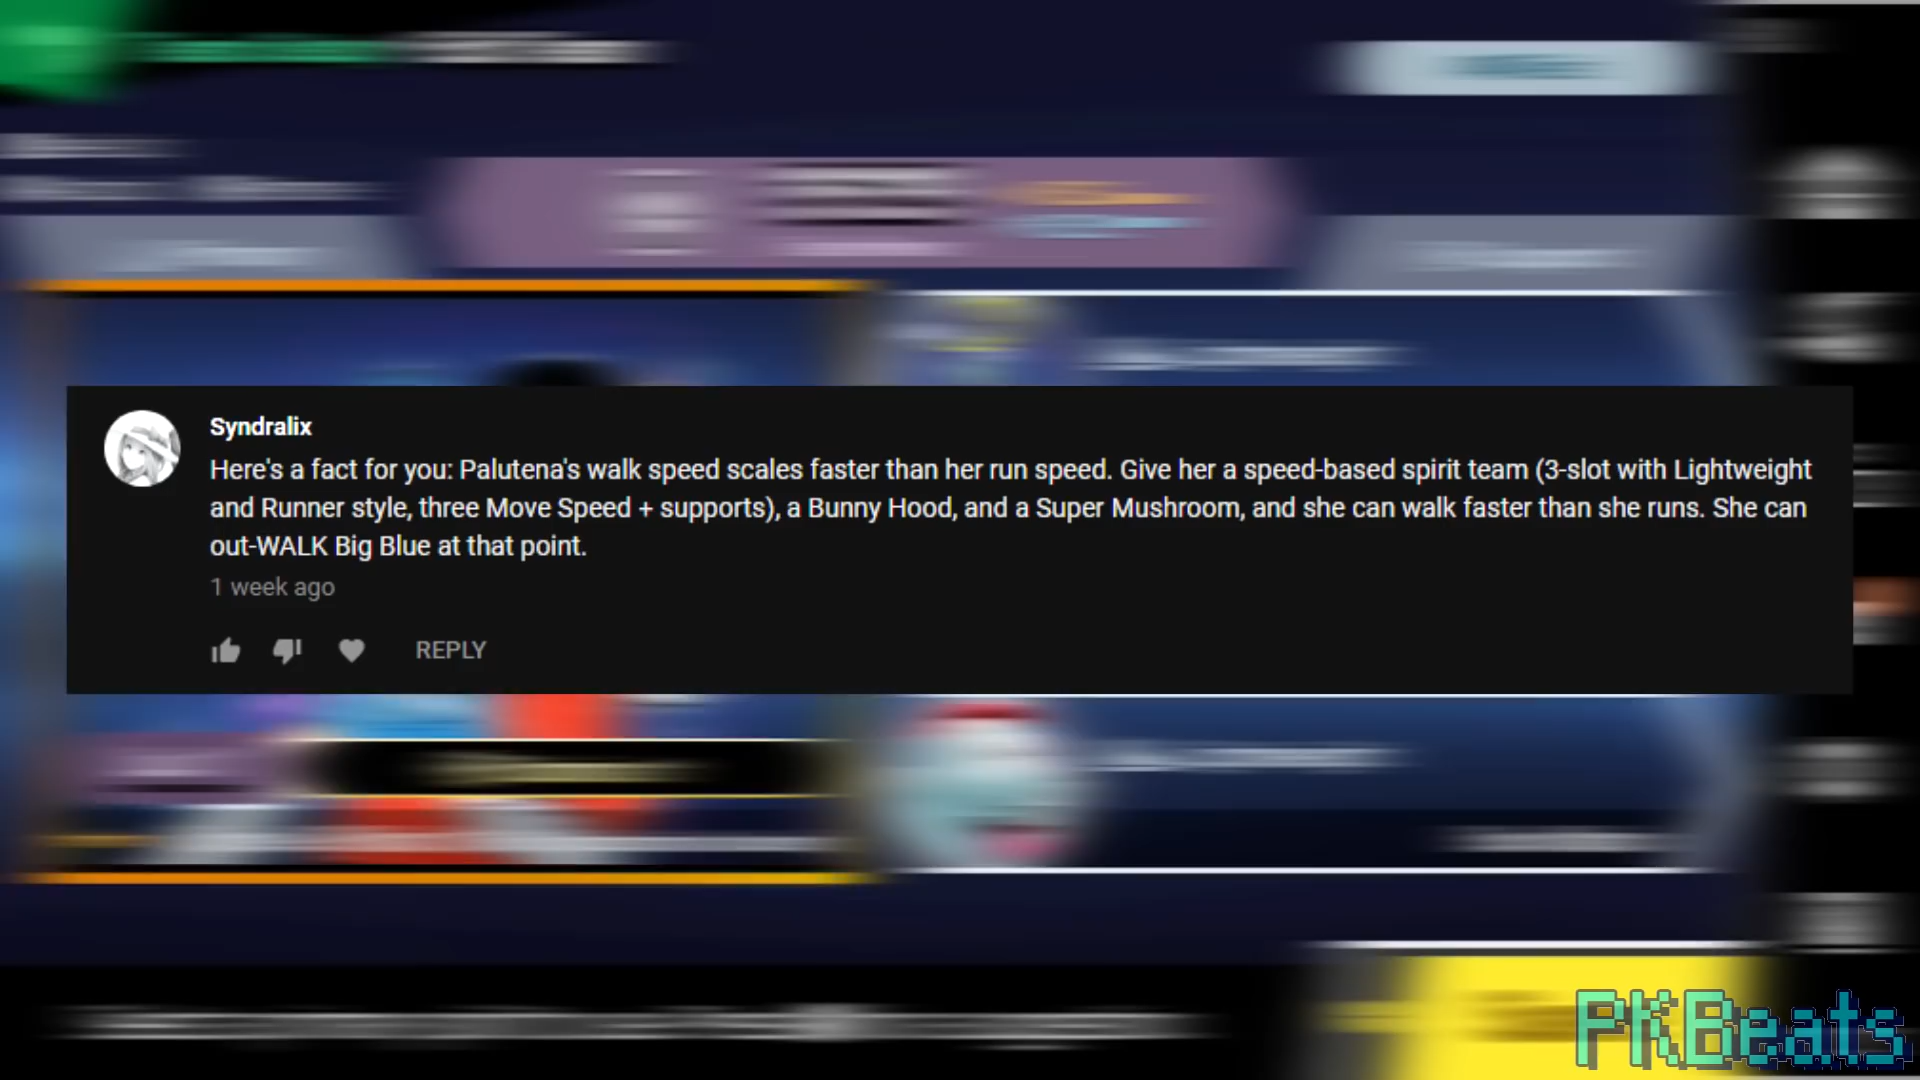 Syndralix
Here's a fact for you: Palutena's walk speed scales faster than her run speed. Give her a speed-based spirit team (3-slot with Lightweight
and Runner style, three Move Speed + supports), a Bunny Hood, and a Super Mushroom, and she can walk faster than she runs. She can
out-WALK Big Blue at that point.
1 week ago
REPLY
PKBeats